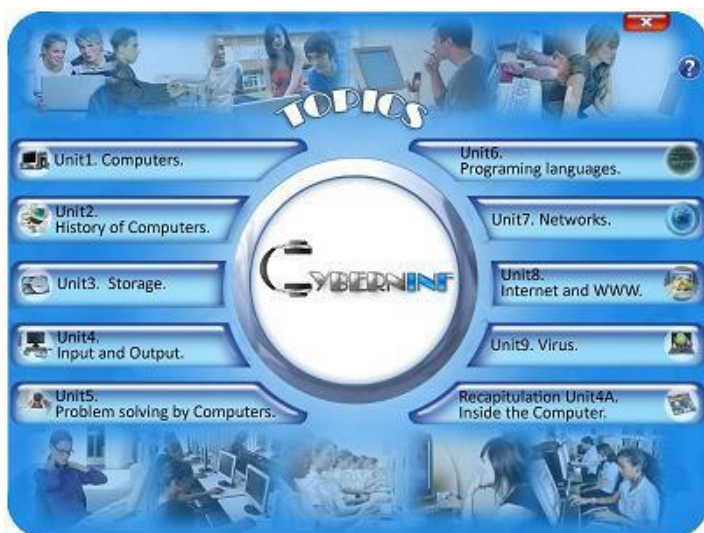 TOPICS
Unit1. Computers.
Unit2.
History of Computers.
Unit3. Storage.
Unit4.
Input and Output.
Unit5.
Problem solving by Computers.
CYBERNINF
Unit6.
Programing languages.
Unit7. Networks.
Unit8.
Internet and WWW.
Unit9. Virus.
Recapitulation Unit4A.
Inside the Computer.
?